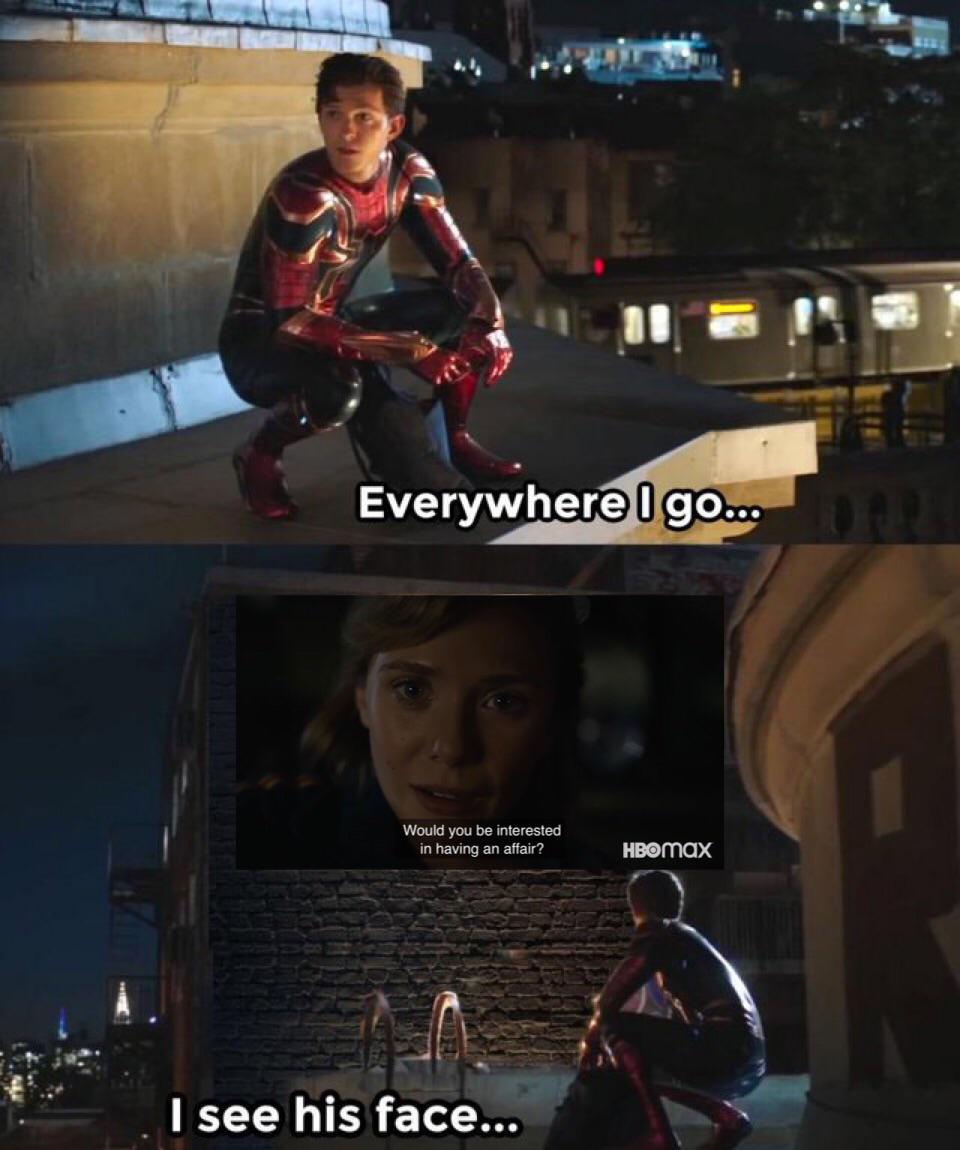 Everywhere I go...
Would you be interested
in having an affair?
HBOmax
I see his face...